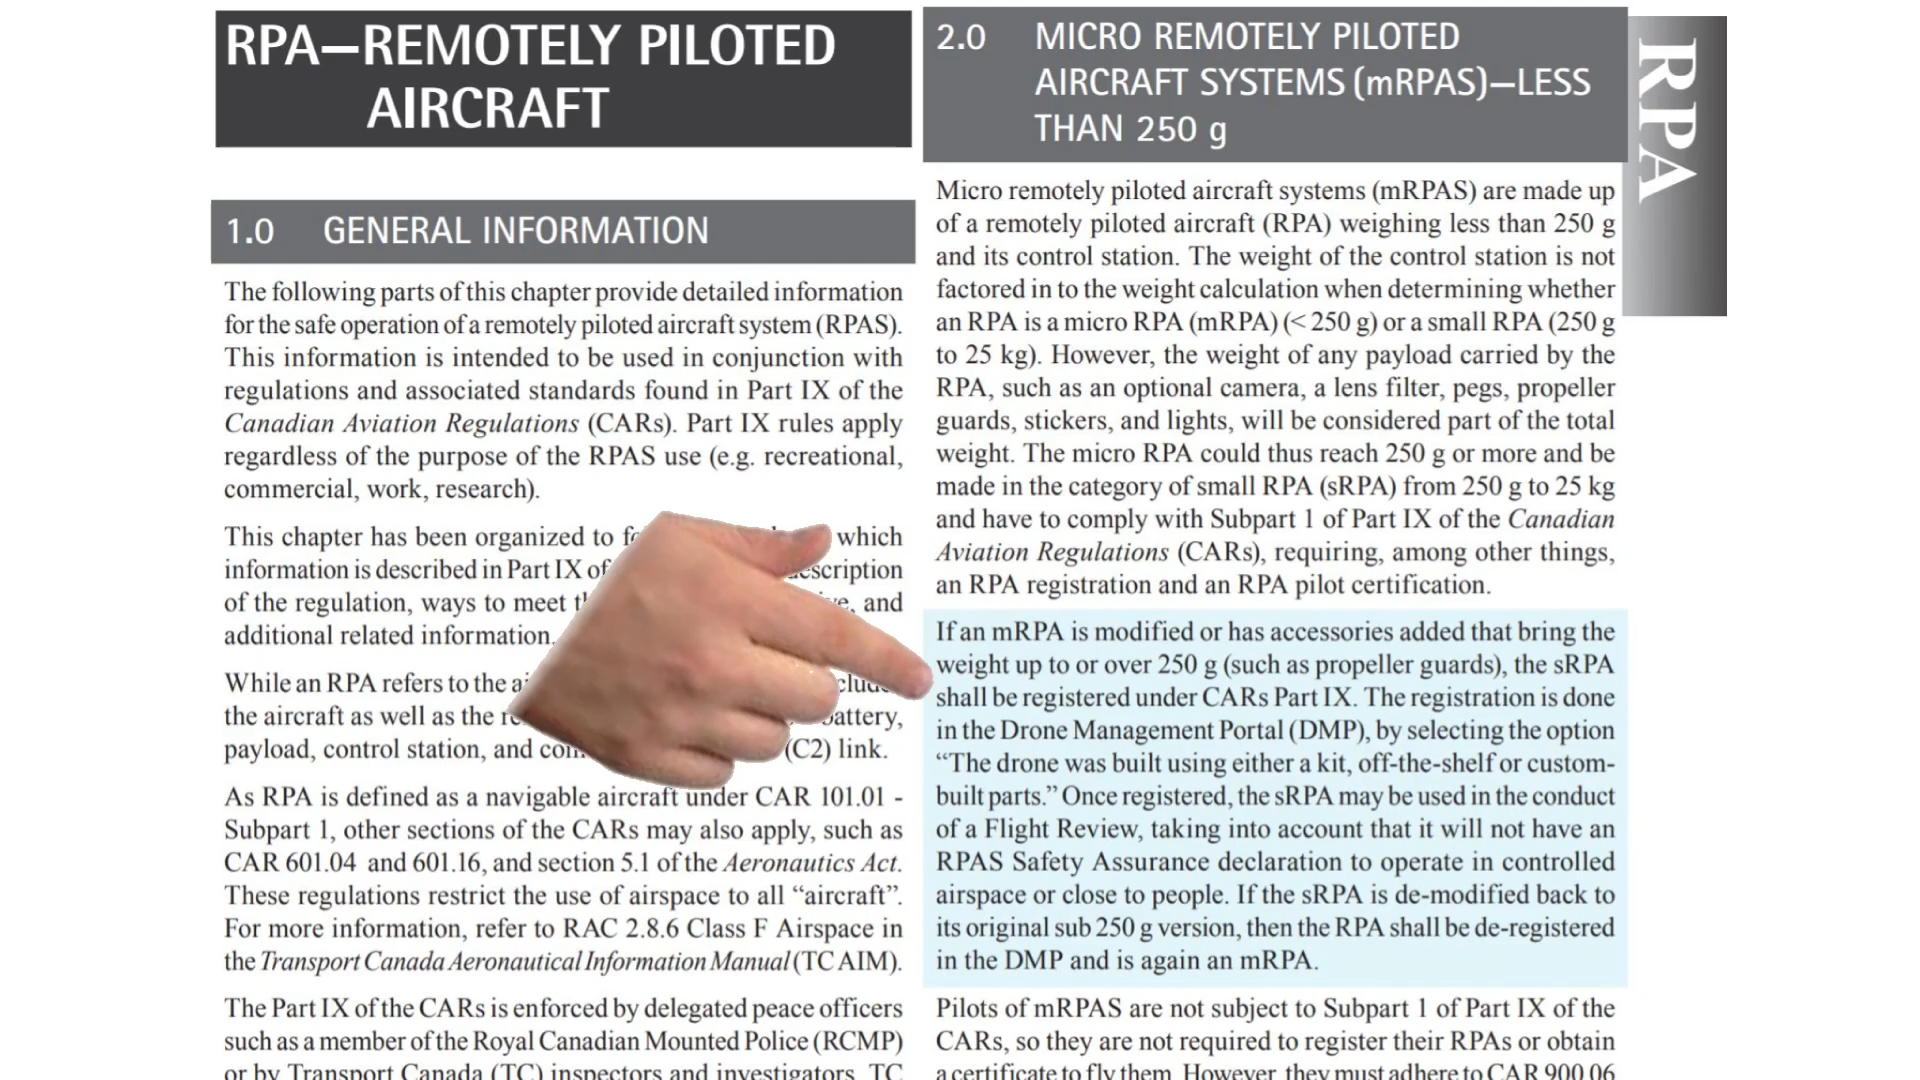 RPA—REMOTELY PILOTED
AIRCRAFT
1.0 GENERAL INFORMATION
The following parts of this chapter provide detailed information
for the safe operation of a remotely piloted aircraft system (RPAS).
This information is intended to be used in conjunction with
regulations and associated standards found in Part IX of the
Canadian Aviation Regulations (CARs). Part IX rules apply
regardless of the purpose of the RPAS use (e.g. recreational,
commercial, work, research).
This chapter has been organized to which
information is described in Part IX of
of the regulation, ways to meet and
additional related information.
While an RPA refers to the
the aircraft as well as the battery,
payload, control station, and (C2) link.
As RPA is defined as a navigable aircraft under CAR 101.01 -
Subpart 1, other sections of the CARs may also apply, such as
CAR 601.04 and 601.16, and section 5.1 of the Aeronautics Act.
These regulations restrict the use of airspace to all “aircraft”.
For more information, refer to RAC 2.8.6 Class F Airspace in
the Transport Canada Aeronautical Information Manual (TC AIM).
The Part IX of the CARs is enforced by delegated peace officers
such as a member of the Royal Canadian Mounted Police (RCMP)
or by Transport Canada (TC) inspectors and investigators. TC
2.0 MICRO REMOTELY PILOTED
AIRCRAFT SYSTEMS (mRPAS)—LESS
THAN 250 g
Micro remotely piloted aircraft systems (mRPAS) are made up
of a remotely piloted aircraft (RPA) weighing less than 250 g
and its control station. The weight of the control station is not
factored in to the weight calculation when determining whether
an RPA is a micro RPA (mRPA) (< 250 g) or a small RPA (250 g
to 25 kg). However, the weight of any payload carried by the
RPA, such as an optional camera, a lens filter, pegs, propeller
guards, stickers, and lights, will be considered part of the total
weight. The micro RPA could thus reach 250 g or more and be
made in the category of small RPA (sRPA) from 250 g to 25 kg
and have to comply with Subpart 1 of Part IX of the Canadian
Aviation Regulations (CARs), requiring, among other things,
an RPA registration and an RPA pilot certification.
If an mRPA is modified or has accessories added that bring the
weight up to or over 250 g (such as propeller guards), the sRPA
shall be registered under CARs Part IX. The registration is done
in the Drone Management Portal (DMP), by selecting the option
“The drone was built using either a kit, off-the-shelf or custom-
built parts.” Once registered, the sRPA may be used in the conduct
of a Flight Review, taking into account that it will not have an
RPAS Safety Assurance declaration to operate in controlled
airspace or close to people. If the sRPA is de-modified back to
its original sub 250 g version, then the RPA shall be de-registered
in the DMP and is again an mRPA.
Pilots of mRPAS are not subject to Subpart 1 of Part IX of the
CARs, so they are not required to register their RPAs or obtain
a certificate to fly them. However, they must adhere to CAR 900.06
RPA